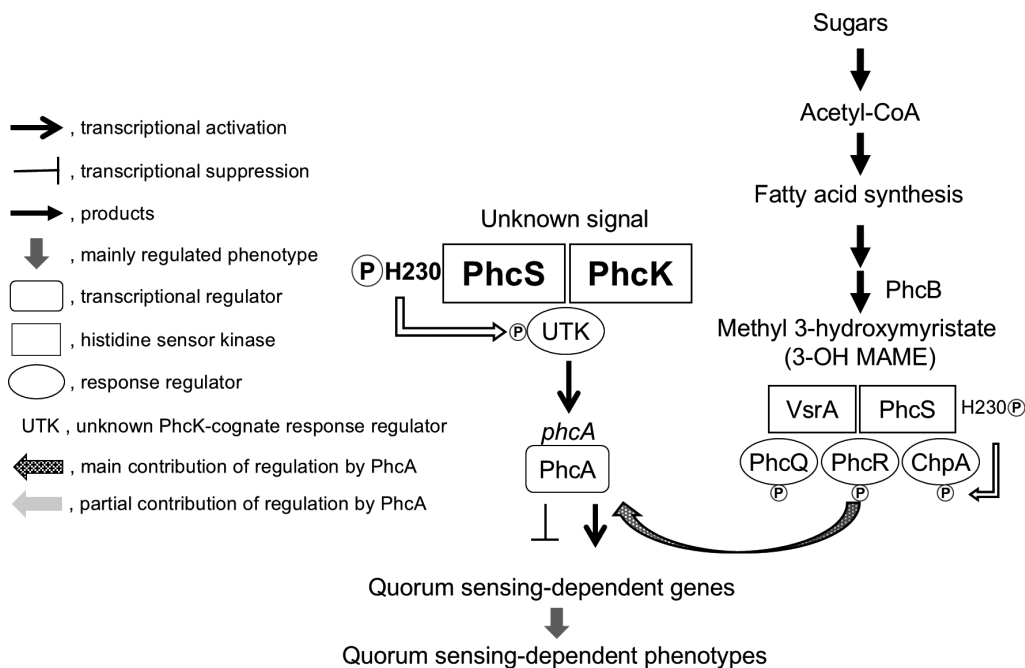 Sugars
Acetyl-CoA
Fatty acid synthesis
PhcB
Methyl 3-hydroxymyristate
(3-OH MAME)
VsrA
PhcS
H230
P
PhcQ
PhcR
ChpA
P
P
P
, transcriptional activation
, transcriptional suppression
, products
, mainly regulated phenotype
, transcriptional regulator
, histidine sensor kinase
, response regulator
UTK , unknown PhcK-cognate response regulator
, main contribution of regulation by PhcA
, partial contribution of regulation by PhcA
Unknown signal
P
H230
PhcS
PhcK
P
UTK
phcA
PhcA
Quorum sensing-dependent genes
Quorum sensing-dependent phenotypes